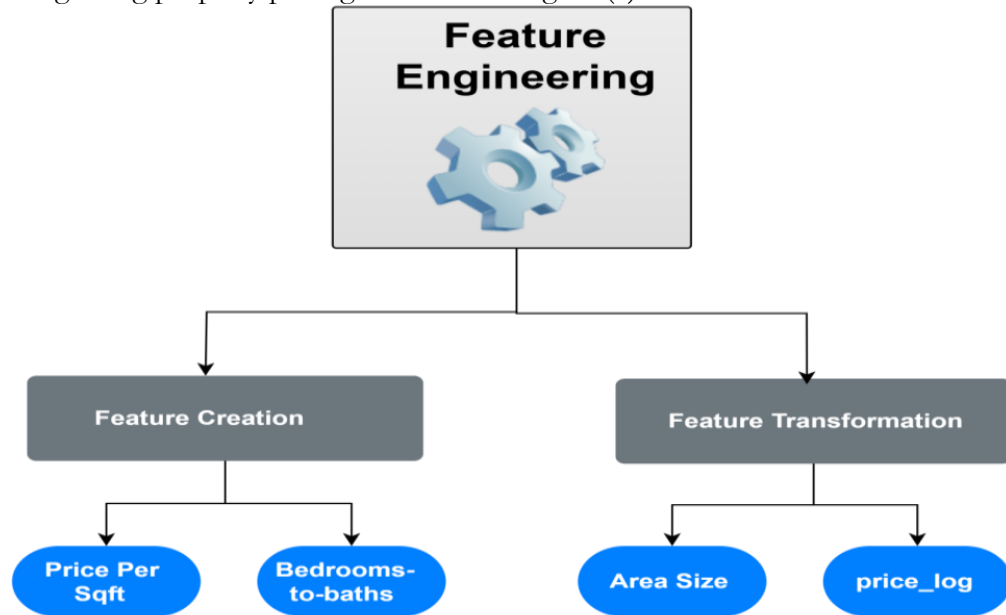 Feature
Engineering
Feature Creation
Feature Transformation
Price Per
Sqft
Bedrooms-
to-baths
Area Size
price_log